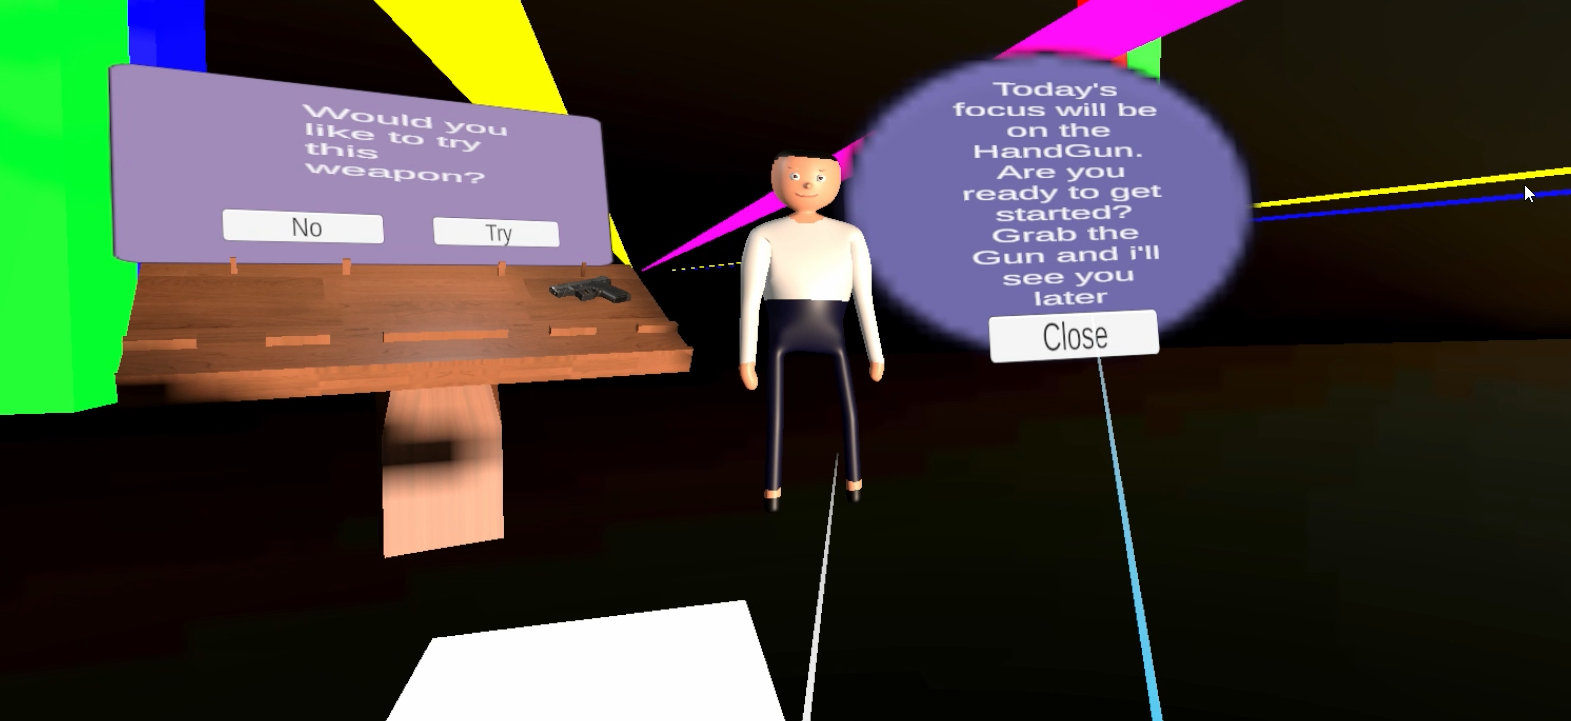 Would you
like to try
this
weapon?
No
Try
Today's
focus will be
on the
HandGun.
Are you
ready to get
started?
Grab the
Gun and i'll
see you
later
Close